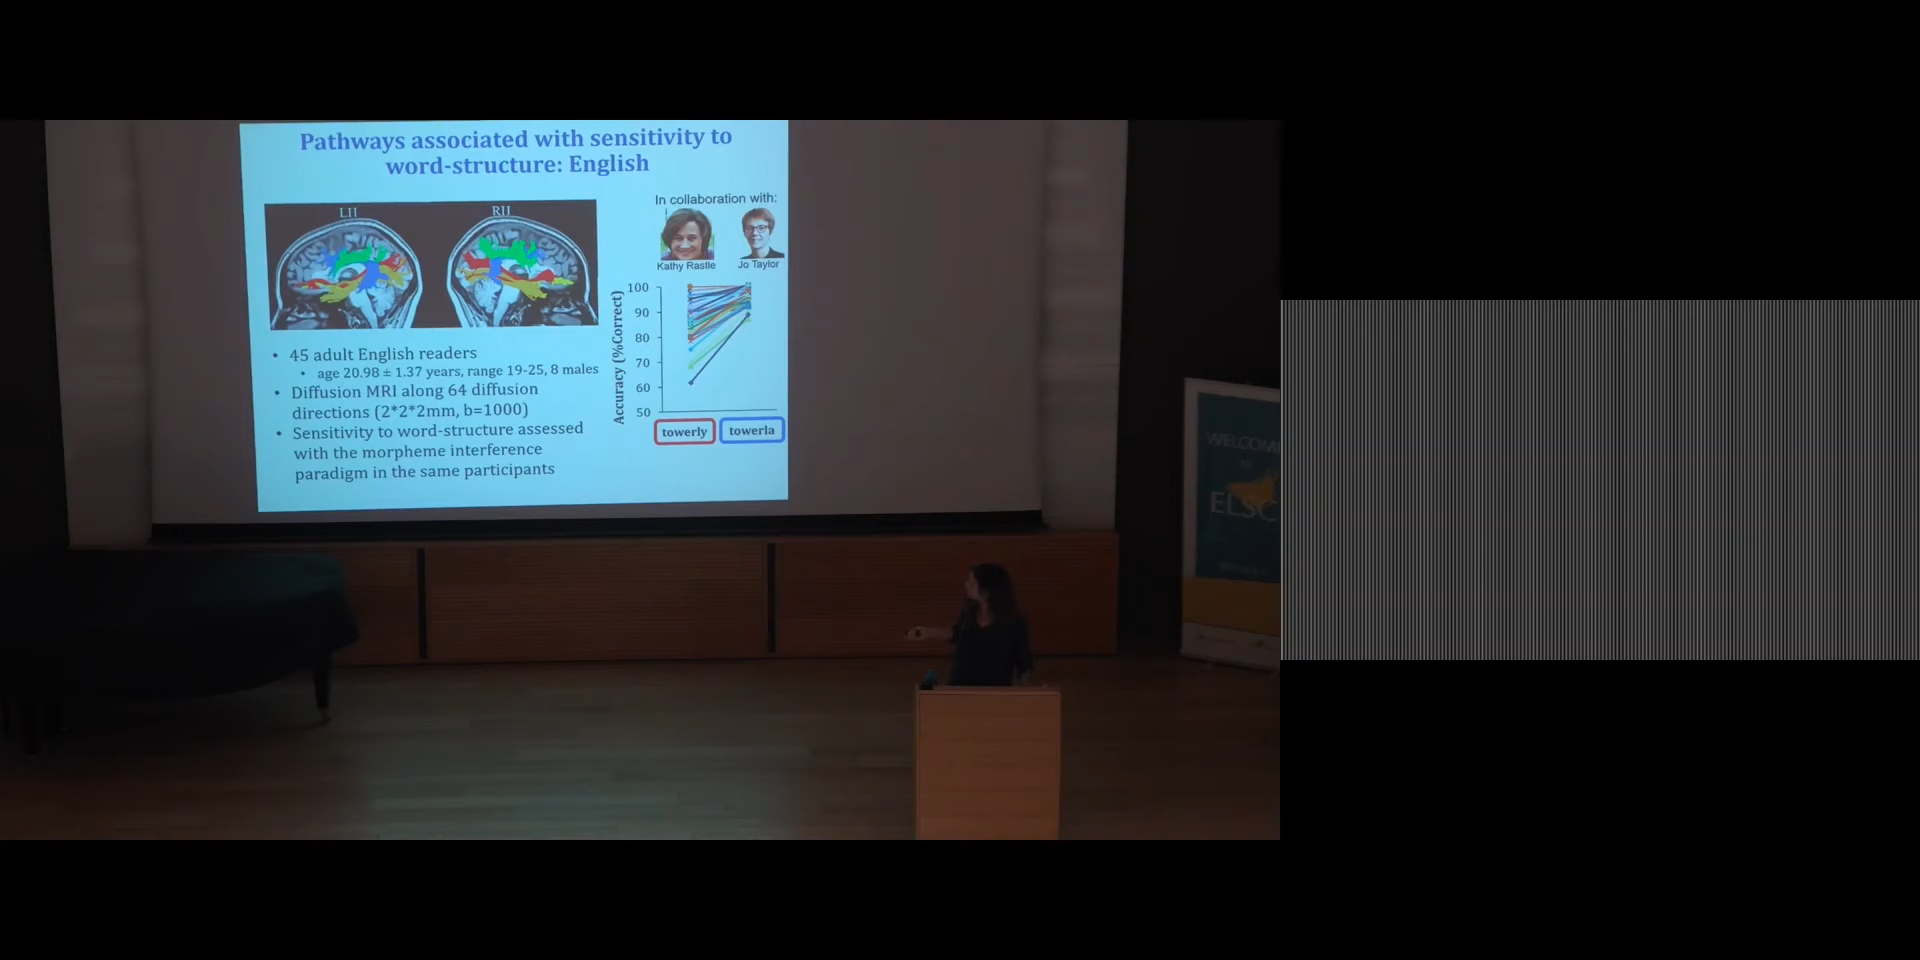 Pathways associated with sensitivity to
word-structure: English
LH
RH
In collaboration with:
Kathy Rastle
Jo Taylor
45 adult English readers
age 20.98 ± 1.37 years, range 19-25, 8 males
Diffusion MRI along 64 diffusion
directions (2*2*2mm, b=1000)
Sensitivity to word-structure assessed
with the morpheme interference
paradigm in the same participants
Accuracy (%Correct)
100
90
80
70
60
50
towerly
towerla
WELCOME
TO
ELSC